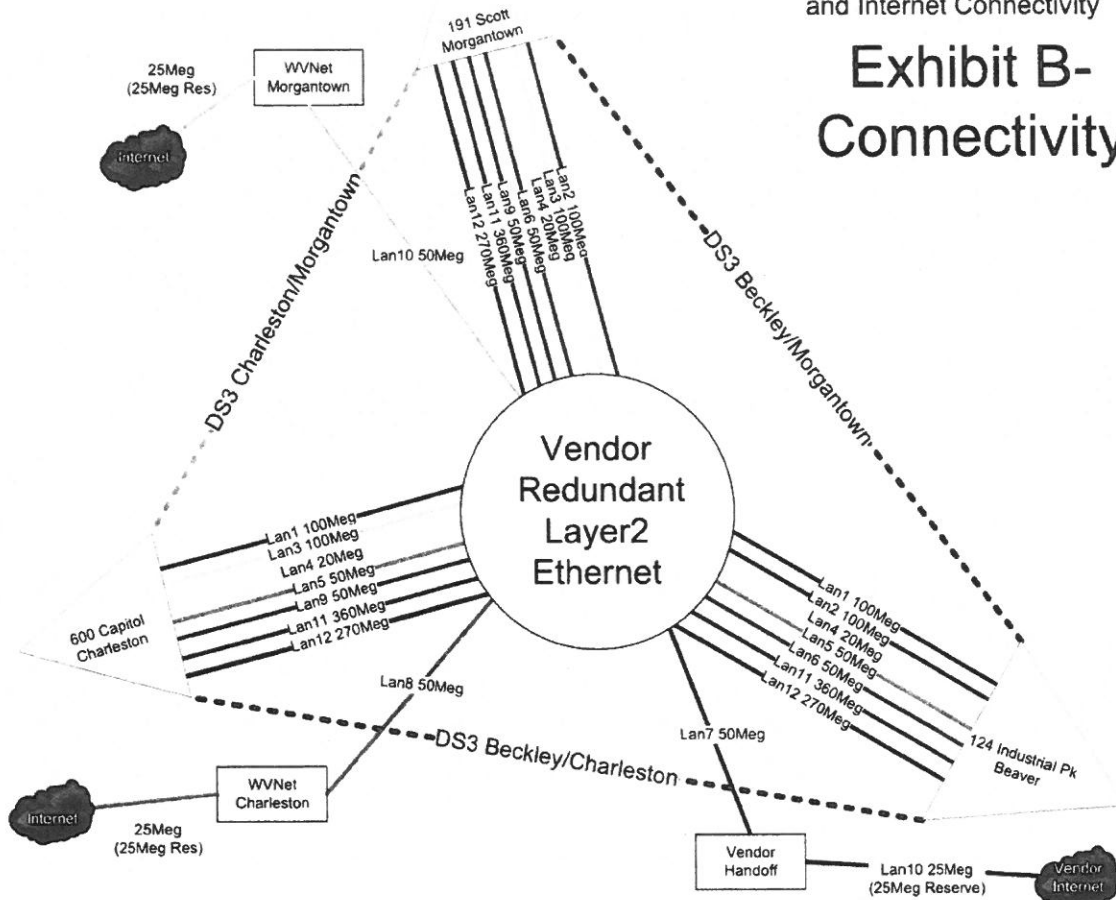 and Internet Connectivity
Exhibit B-
Connectivity
191 Scott
Morgantown
25Meg
(25Meg Res)
WVNet
Morgantown
Internet
Lan10 50Meg
Lan12 270Meg
Lan11 360Meg
Lan9 50Meg
Lan6 50Meg
Lan4 20Meg
Lan3 100Meg
Lan2 100Meg
DS3 Charleston/Morgantown
DS3 Beckley/Morgantown
Vendor
Redundant
Layer2
Ethernet
Lan1 100Meg
Lan3 100Meg
Lan4 20Meg
Lan5 50Meg
Lan9 50Meg
Lan11 360Meg
Lan12 270Meg
600 Capitol
Charleston
Lan1 100Meg
Lan2 100Meg
Lan4 20Meg
Lan5 50Meg
Lan6 50Meg
Lan11 360Meg
Lan12 270Meg
124 Industrial Pk
Beaver
Lan8 50Meg
Lan7 50Meg
DS3 Beckley/Charleston
WVNet
Charleston
Internet
25Meg
(25Meg Res)
Vendor
Handoff
Lan10 25Meg
(25Meg Reserve)
Vendor
Internet